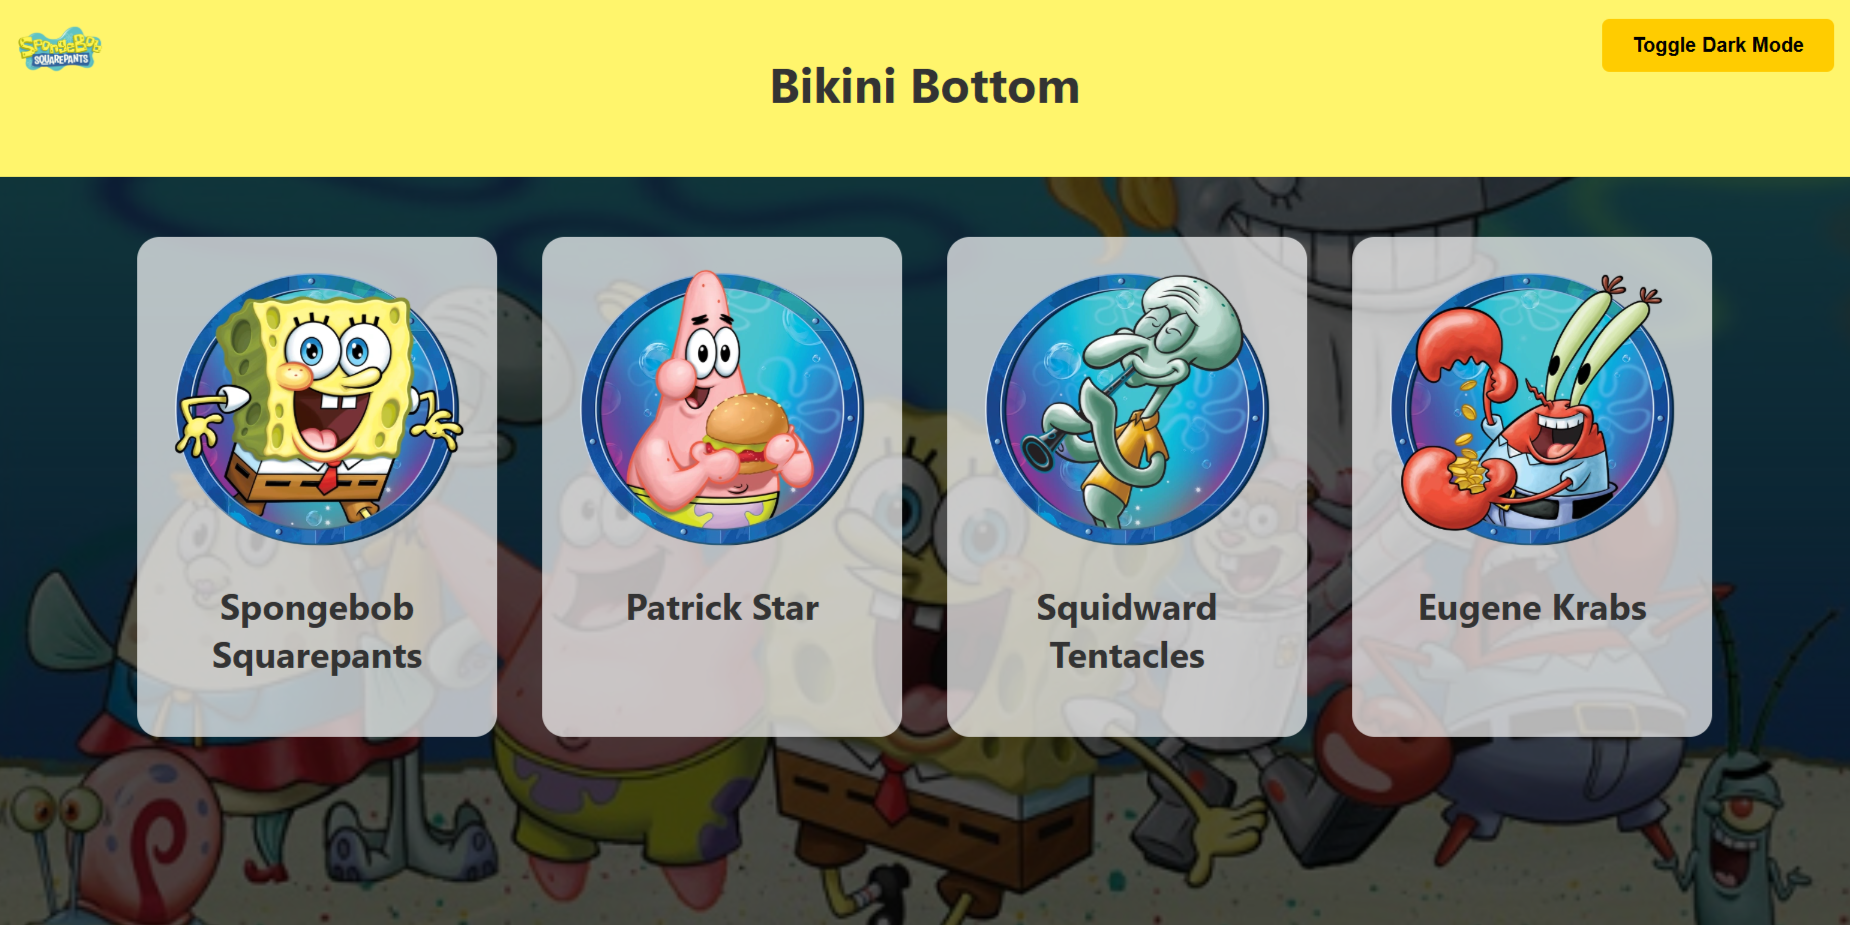 SpongeBob
SQUAREPANTS
Toggle Dark Mode
Bikini Bottom
Spongebob
Squarepants
Patrick Star
Squidward
Tentacles
Eugene Krabs